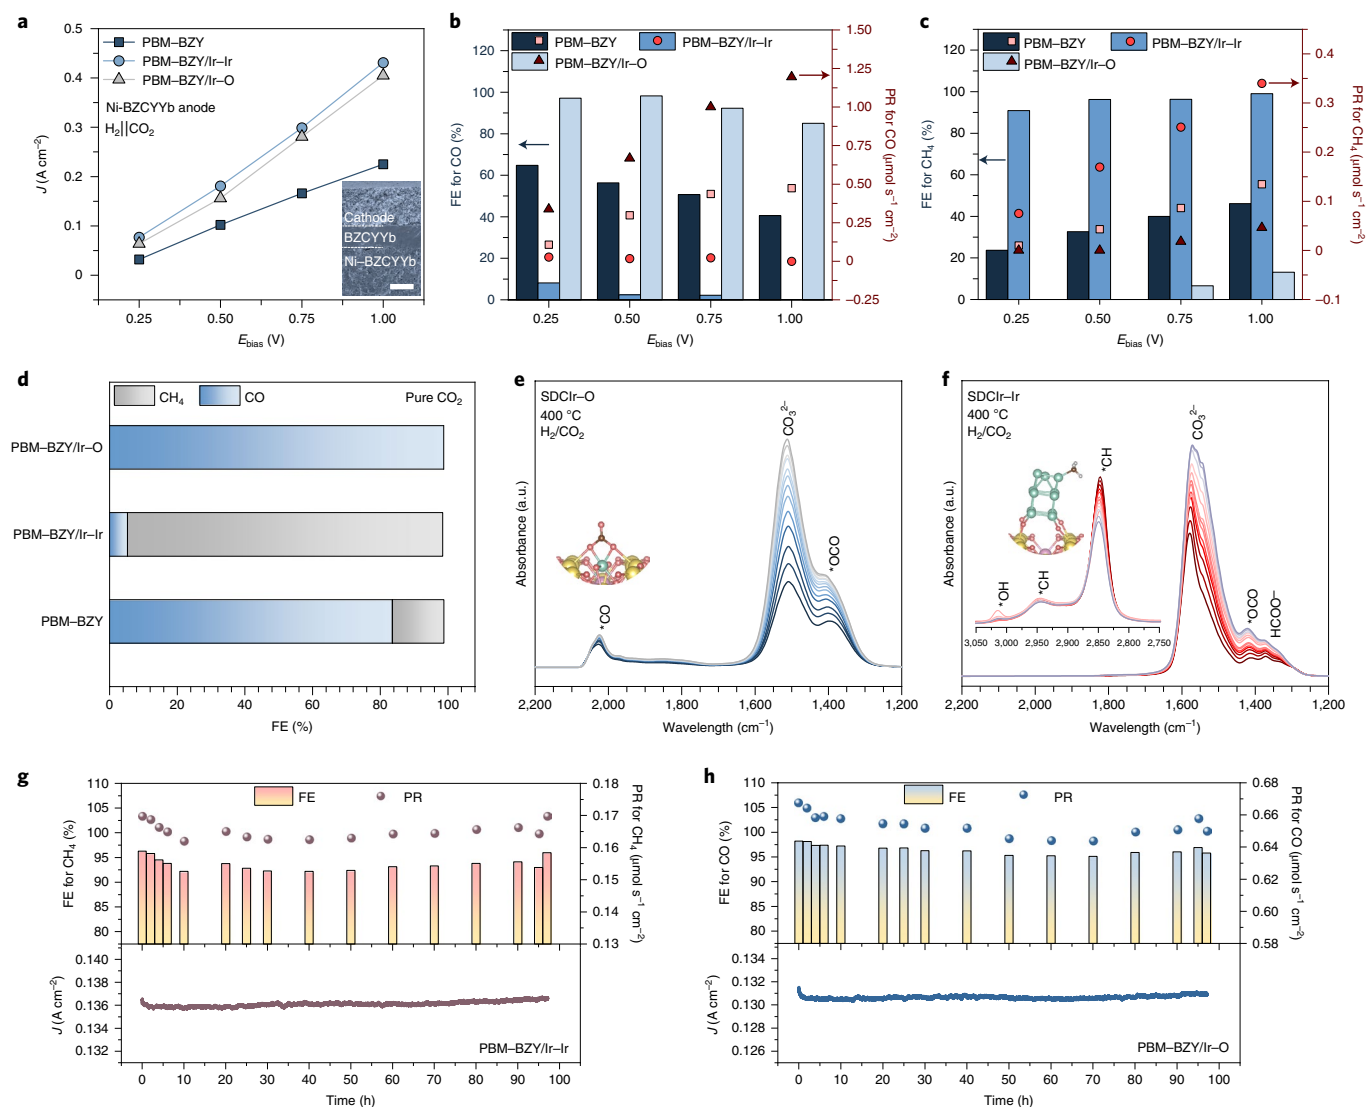 a
J (A cm⁻²)
0.5
0.4
0.3
0.2
0.1
0
PBM–BZY
PBM–BZY/Ir–Ir
PBM–BZY/Ir–O
Ni-BZCYYb anode
H₂||CO₂
Cathode
BZCYYb
Ni–BZCYYb
0.25 0.50 0.75 1.00
E_bias (V)
b
FE for CO (%)
120
100
80
60
40
20
0
PBM–BZY PBM–BZY/Ir–Ir
PBM–BZY/Ir–O
1.50
1.25
1.00
0.75
0.50
0.25
0
–0.25
PR for CO (μmol s⁻¹ cm⁻²)
0.25 0.50 0.75 1.00
E_bias (V)
c
FE for CH₄ (%)
120
100
80
60
40
20
0
PBM–BZY PBM–BZY/Ir–Ir
PBM–BZY/Ir–O
0.4
0.3
0.2
0.1
0
–0.1
PR for CH₄ (μmol s⁻¹ cm⁻²)
0.25 0.50 0.75 1.00
E_bias (V)
d
CH₄ CO Pure CO₂
PBM–BZY/Ir–O
PBM–BZY/Ir–Ir
PBM–BZY
0 20 40 60 80 100
FE (%)
e
Absorbance (a.u.)
SDCIr–O
400 °C
H₂/CO₂
CO₃²⁻
*OCO
*CO
2,200 2,000 1,800 1,600 1,400 1,200
Wavelength (cm⁻¹)
f
Absorbance (a.u.)
SDCIr–Ir
400 °C
H₂/CO₂
*CH
CO₃²⁻
*OH
*CH
*OCO
HCOO⁻
3,050 3,000 2,950 2,900 2,850 2,800 2,750
2,200 2,000 1,800 1,600 1,400 1,200
Wavelength (cm⁻¹)
g
FE for CH₄ (%)
110
105
100
95
90
85
80
FE PR
0.18
0.17
0.16
0.15
0.14
0.13
PR for CH₄ (μmol s⁻¹ cm⁻²)
J (A cm⁻²)
0.140
0.138
0.136
0.134
0.132
PBM–BZY/Ir–Ir
0 10 20 30 40 50 60 70 80 90 100
Time (h)
h
FE for CO (%)
110
105
100
95
90
85
80
FE PR
0.68
0.66
0.64
0.62
0.60
0.58
PR for CO (μmol s⁻¹ cm⁻²)
J (A cm⁻²)
0.134
0.132
0.130
0.128
0.126
PBM–BZY/Ir–O
0 10 20 30 40 50 60 70 80 90 100
Time (h)